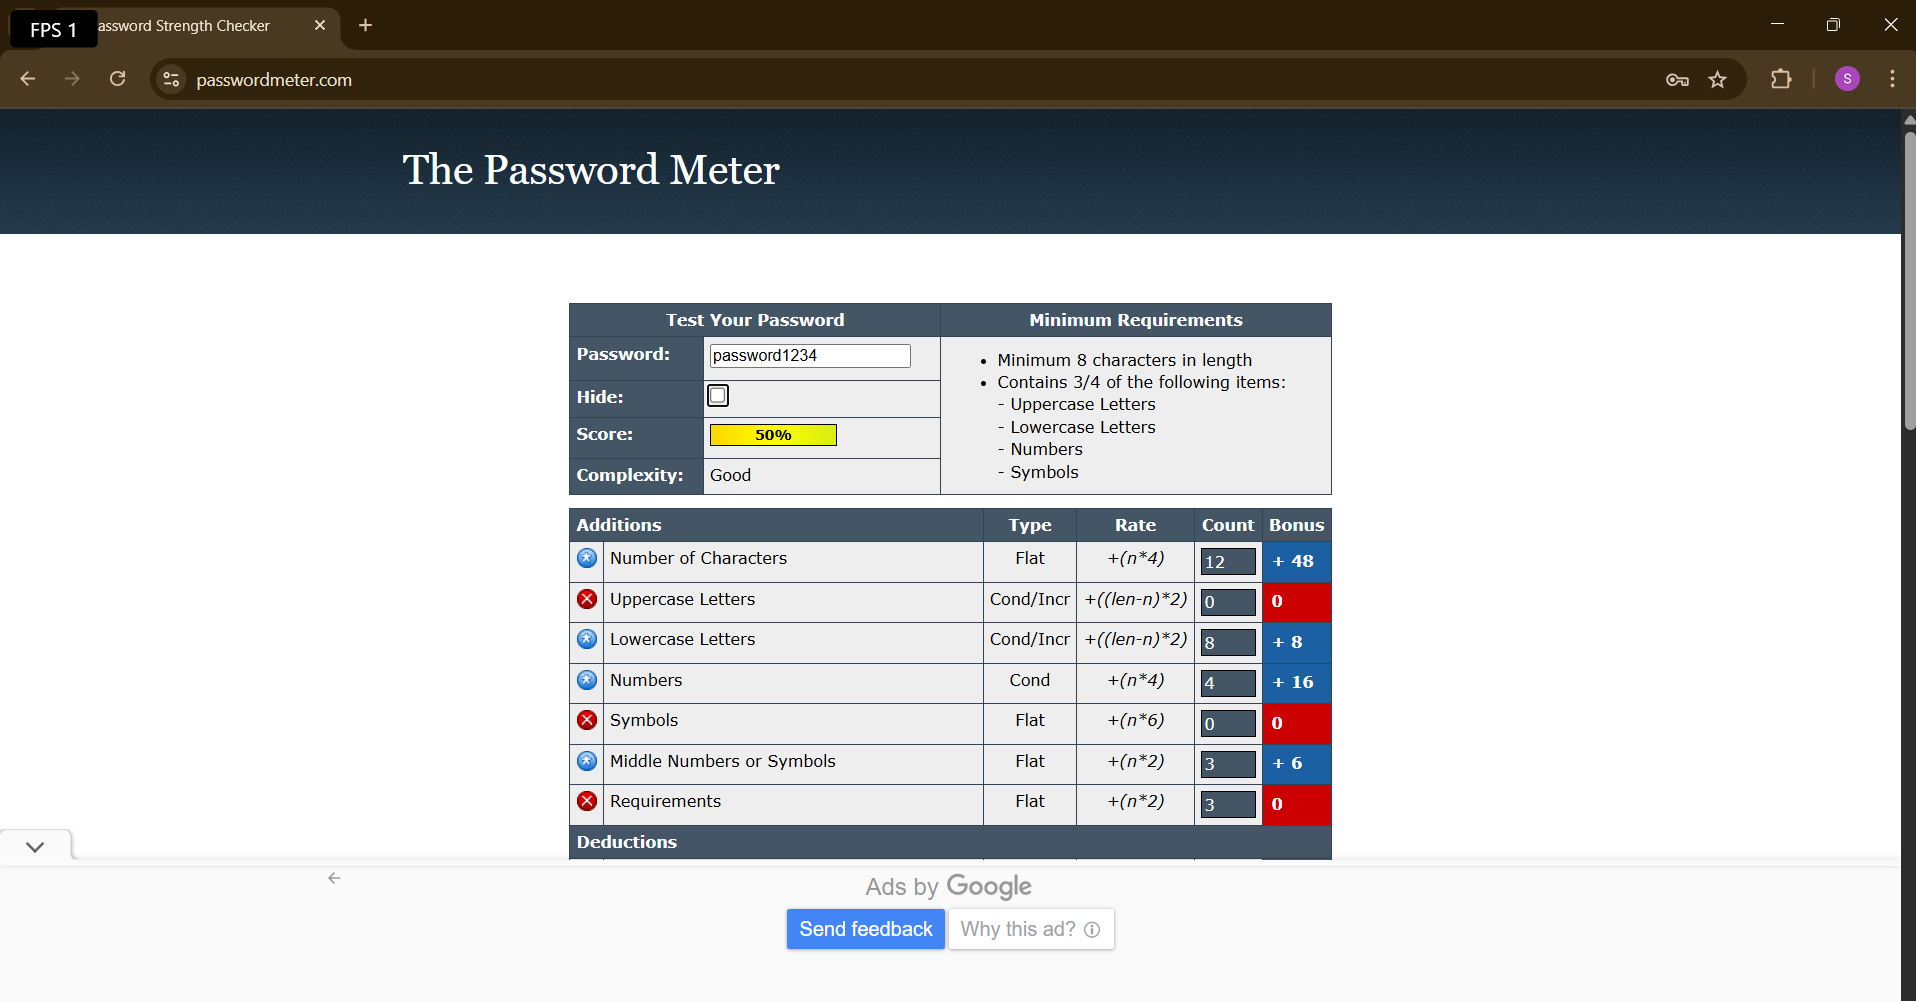 FPS 1
assword Strength Checker
passwordmeter.com
S
The Password Meter
Test Your Password
Minimum Requirements
Password:
password1234
Hide:
Score:
50%
Complexity:
Good
• Minimum 8 characters in length
• Contains 3/4 of the following items:
- Uppercase Letters
- Lowercase Letters
- Numbers
- Symbols
Additions Type Rate Count Bonus
Number of Characters Flat +(n*4) 12 + 48
Uppercase Letters Cond/Incr +((len-n)*2) 0 0
Lowercase Letters Cond/Incr +((len-n)*2) 8 + 8
Numbers Cond +(n*4) 4 + 16
Symbols Flat +(n*6) 0 0
Middle Numbers or Symbols Flat +(n*2) 3 + 6
Requirements Flat +(n*2) 3 0
Deductions
Ads by Google
Send feedback
Why this ad?